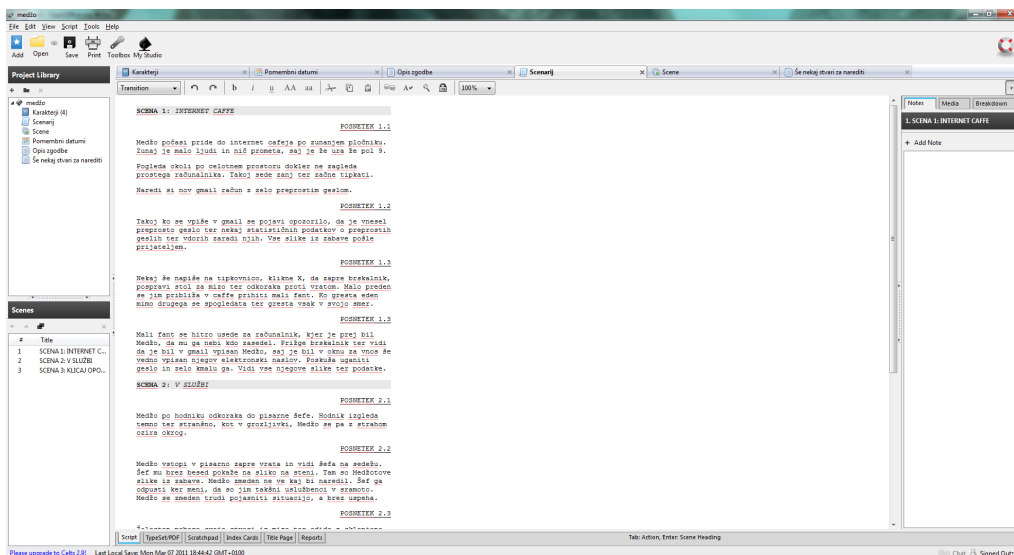 medžo
File Edit View Script Tools Help
Add Open Save Print Toolbox My Studio
Project Library
medžo
Karakterji (4)
Scenarij
Scene
Pomembni datumi
Opis zgodbe
Še nekaj stvari za narediti
Scenes
# Title
1 SCENA 1: INTERNET C...
2 SCENA 2: V SLUŽBI
3 SCENA 3: KLICAJ OPO...
Karakterji Pomembni datumi Opis zgodbe Scenarij Scene Še nekaj stvari za narediti
Transition b i u AA aa 100%
SCENA 1: INTERNET CAFFE
POSNETEK 1.1
Medžo počasi pride do internet cafeja po zunanjem pločniku.
Zunaj je malo ljudi in nič prometa, saj je že ura že pol 9.
Pogleda okoli po celotnem prostoru dokler ne zagleda
prostega računalnika. Takoj sede zanj ter začne tipkati.
Naredi si nov gmail račun z zelo preprostim geslom.
POSNETEK 1.2
Takoj ko se vpiše v gmail se pojavi opozorilo, da je vnesel
preprosto geslo ter nekaj statističnih podatkov o preprostih
geslih ter vdorih zaradi njih. Vse slike iz zabave pošle
prijateljem.
POSNETEK 1.3
Nekaj še napiše na tipkovnico, klikne X, da zapre brskalnik,
pospravi stol za mizo ter odkoraka proti vratom. Malo preden
se jim približa v caffe prihiti mali fant. Ko gresta eden
mimo drugega se spogledata ter gresta vsak v svojo smer.
POSNETEK 1.3
Mali fant se hitro usede za računalnik, kjer je prej bil
Medžo, da mu ga nebi kdo zasedel. Prižge brskalnik ter vidi
da je bil v gmail vpisan Medžo, saj je bil v oknu za vnos še
vedno vpisan njegov elektronski naslov. Poskuša uganiti
geslo in zelo kmalu ga. Vidi vse njegove slike ter podatke.
SCENA 2: V SLUŽBI
POSNETEK 2.1
Medžo po hodniku odkoraka do pisarne šefe. Hodnik izgleda
temno ter stranšno, kot v grozljivki, Medžo se pa z strahom
ozira okrog.
POSNETEK 2.2
Medžo vstopi v pisarno zapre vrata in vidi šefa na sedežu.
Šef mu brez besed pokaže na sliko na steni. Tam so Medžotove
slike iz zabave. Medžo zmeden ne ve kaj bi naredil. Šef ga
odpusti ker meni, da so jim takšni uslužbenci v sramoto.
Medžo se zmeden trudi pojasniti situacijo, a brez uspeha.
POSNETEK 2.3
Script TypeSet/PDF Scratchpad Index Cards Title Page Reports
Tab: Action, Enter: Scene Heading
Notes Media Breakdown
1. SCENA 1: INTERNET CAFFE
+ Add Note
Please upgrade to Celtx 2.9! Last Local Save: Mon Mar 07 2011 18:44:42 GMT+0100
Chat Signed Out